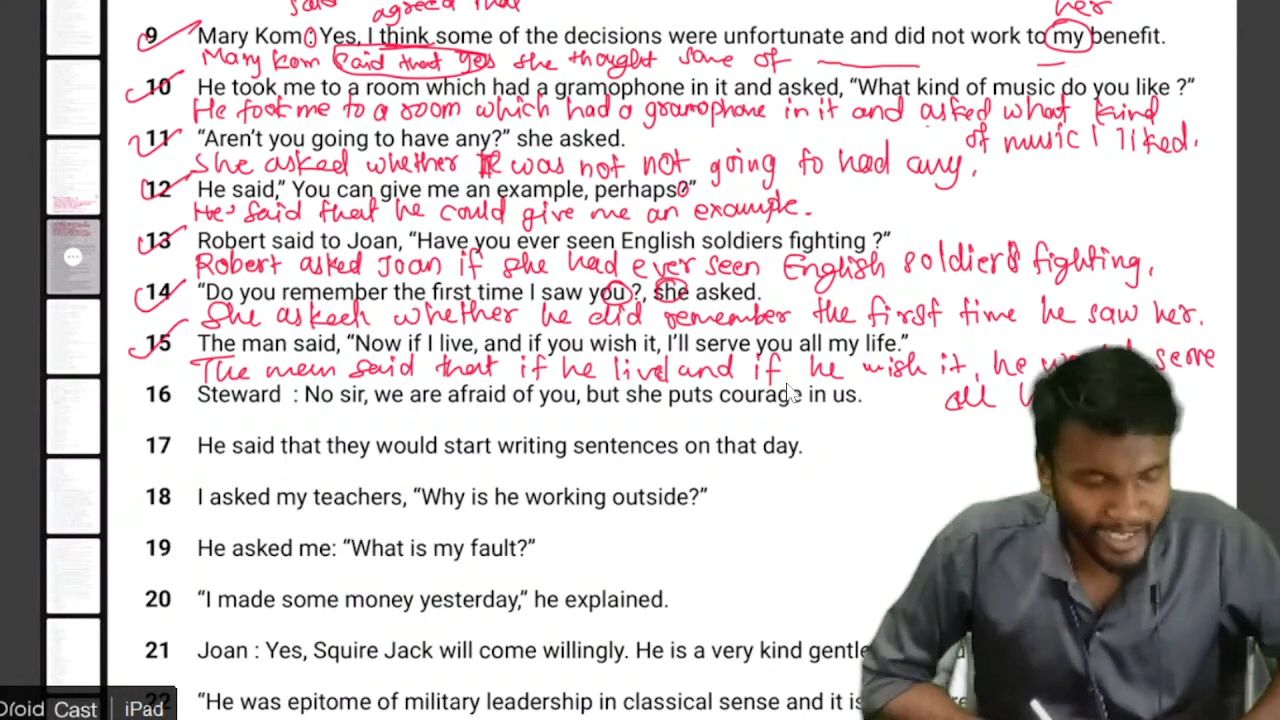 said agreed that her
9 Mary Kom : Yes, I think some of the decisions were unfortunate and did not work to my benefit.
Mary Kom said that yes she thought some of
10 He took me to a room which had a gramophone in it and asked, “What kind of music do you like ?”
He took me to a room which had a gramophone in it and asked what kind
of music I liked.
11 “Aren’t you going to have any?” she asked.
She asked whether was not not going to had any.
12 He said,” You can give me an example, perhaps”
He said that he could give me an example.
13 Robert said to Joan, “Have you ever seen English soldiers fighting ?”
Robert asked Joan if she had ever seen English soldiers fighting.
14 “Do you remember the first time I saw you ?, she asked.
She asked whether he did remember the first time he saw her.
15 The man said, “Now if I live, and if you wish it, I’ll serve you all my life.”
The man said that if he lived and if he wish it, he serve
all
16 Steward : No sir, we are afraid of you, but she puts courage in us.
17 He said that they would start writing sentences on that day.
18 I asked my teachers, “Why is he working outside?”
19 He asked me: “What is my fault?”
20 “I made some money yesterday,” he explained.
21 Joan : Yes, Squire Jack will come willingly. He is a very kind
22 “He was epitome of military leadership in classical sense and it is
Droid Cast iPad